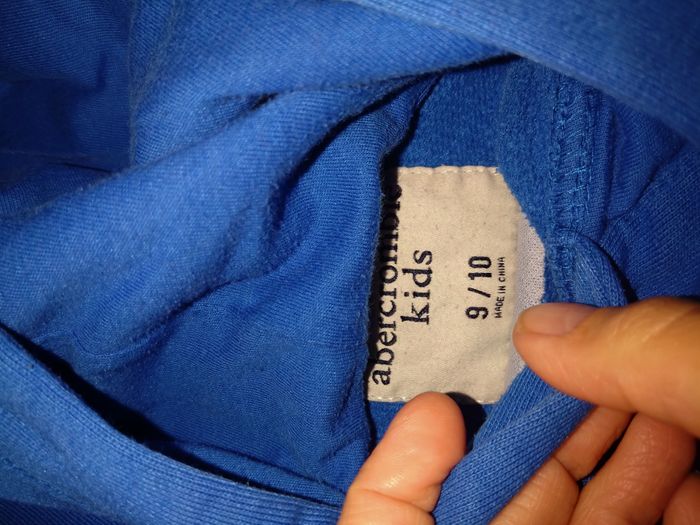 abercrombie
kids
9/10
MADE IN CHINA